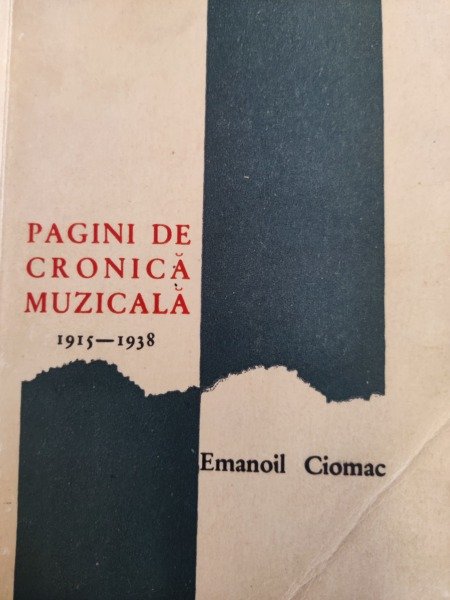 PAGINI DE
CRONICĂ
MUZICALĂ
1915—1938
Emanoil Ciomac